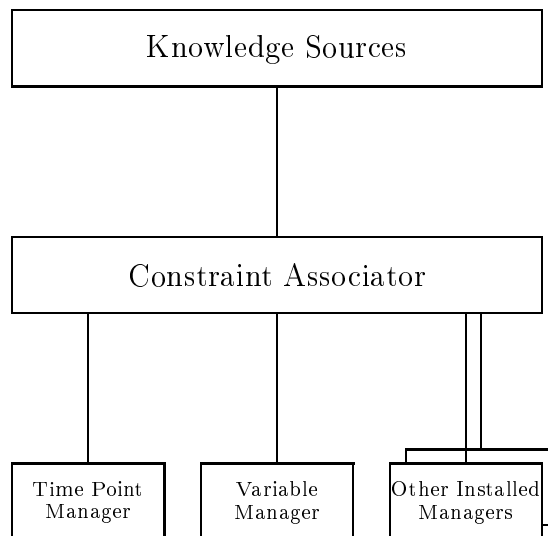 Knowledge Sources
Constraint Associator
Time Point
Manager
Variable
Manager
Other Installed
Managers